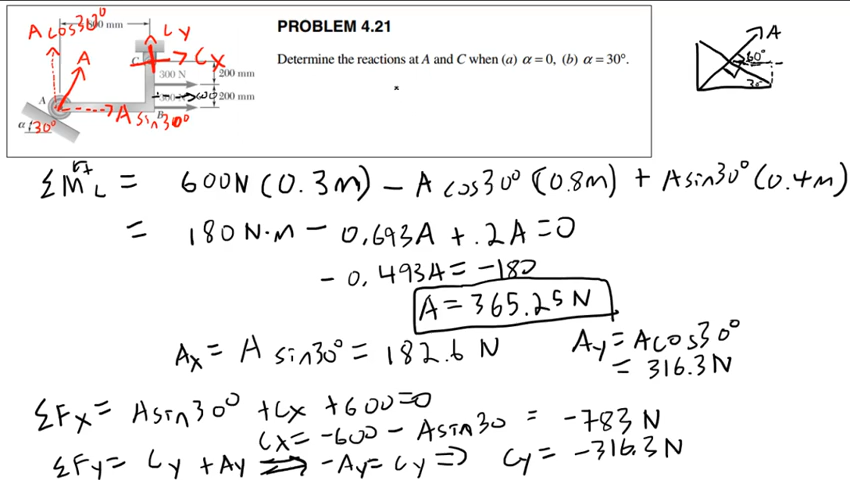 PROBLEM 4.21
Determine the reactions at A and C when (a) α = 0, (b) α = 30°.
A cos30°
mm
Cy
Cx
C
A
300 N
200 mm
600
200 mm
A
A sin30°
B
α
30°
A
60°
30
ΣM_C = 600N (0.3m) - A cos30° (0.8m) + A sin30° (0.4m)
= 180 N·m - 0.693A + .2A = 0
- 0.493A = -180
A = 365.25 N
Ax = A sin30° = 182.6 N
Ay = A cos30°
= 316.3 N
ΣFx = A sin30° + Cx + 600 = 0
Cx = -600 - A sin30 = -783 N
ΣFy = Cy + Ay ⇒ -Ay = Cy ⇒ Cy = -316.3 N